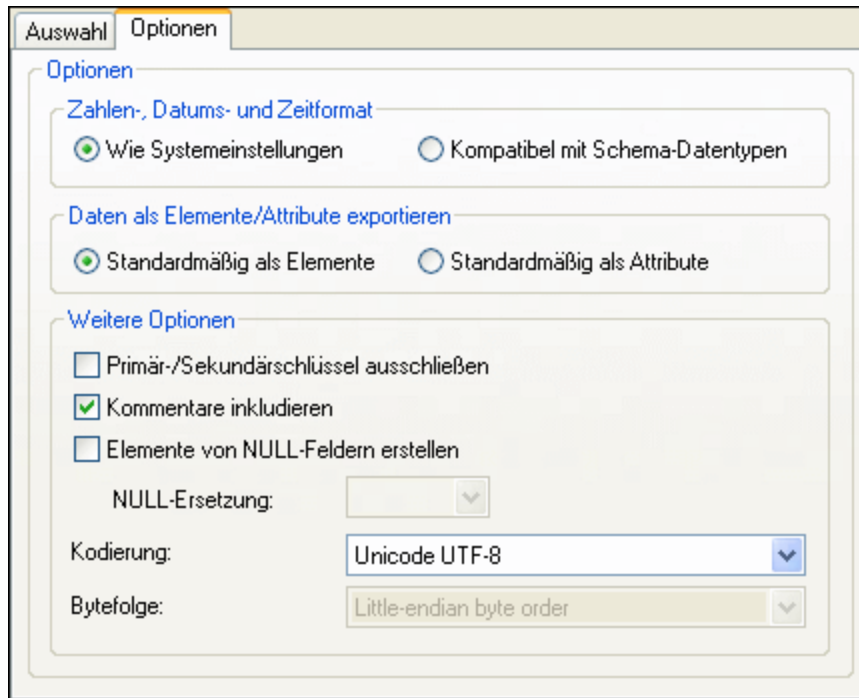 Auswahl Optionen
Optionen
Zahlen-, Datums- und Zeitformat
Wie Systemeinstellungen Kompatibel mit Schema-Datentypen
Daten als Elemente/Attribute exportieren
Standardmäßig als Elemente Standardmäßig als Attribute
Weitere Optionen
Primär-/Sekundärschlüssel ausschließen
Kommentare inkludieren
Elemente von NULL-Feldern erstellen
NULL-Ersetzung:
Kodierung: Unicode UTF-8
Bytefolge: Little-endian byte order